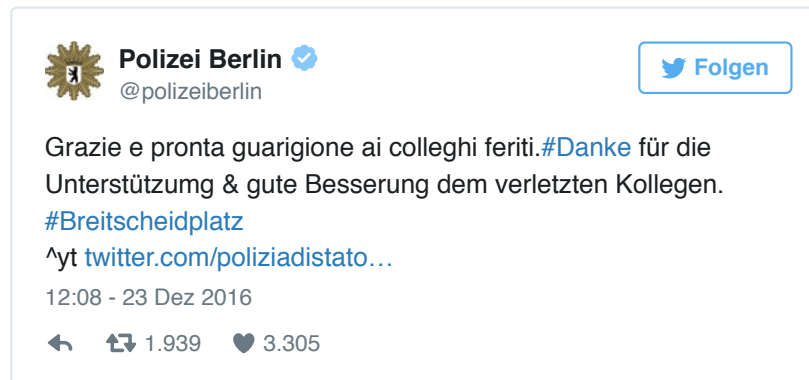 Polizei Berlin
@polizeiberlin
Folgen
Grazie e pronta guarigione ai colleghi feriti.#Danke für die
Unterstützumg & gute Besserung dem verletzten Kollegen.
#Breitscheidplatz
^yt twitter.com/poliziadistato…
12:08 - 23 Dez 2016
1.939 3.305